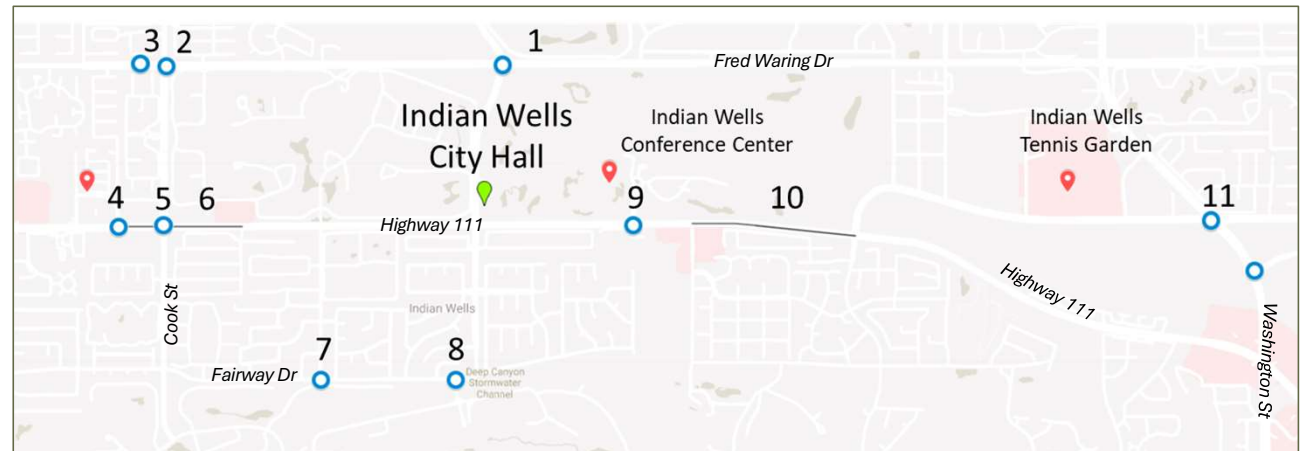 3 2
1
Fred Waring Dr
Indian Wells
City Hall
Indian Wells
Conference Center
Indian Wells
Tennis Garden
4 5 6
Highway 111
9
10
11
Highway 111
Cook St
Indian Wells
7
8
Fairway Dr
Deep Canyon
Stormwater
Channel
Washington St